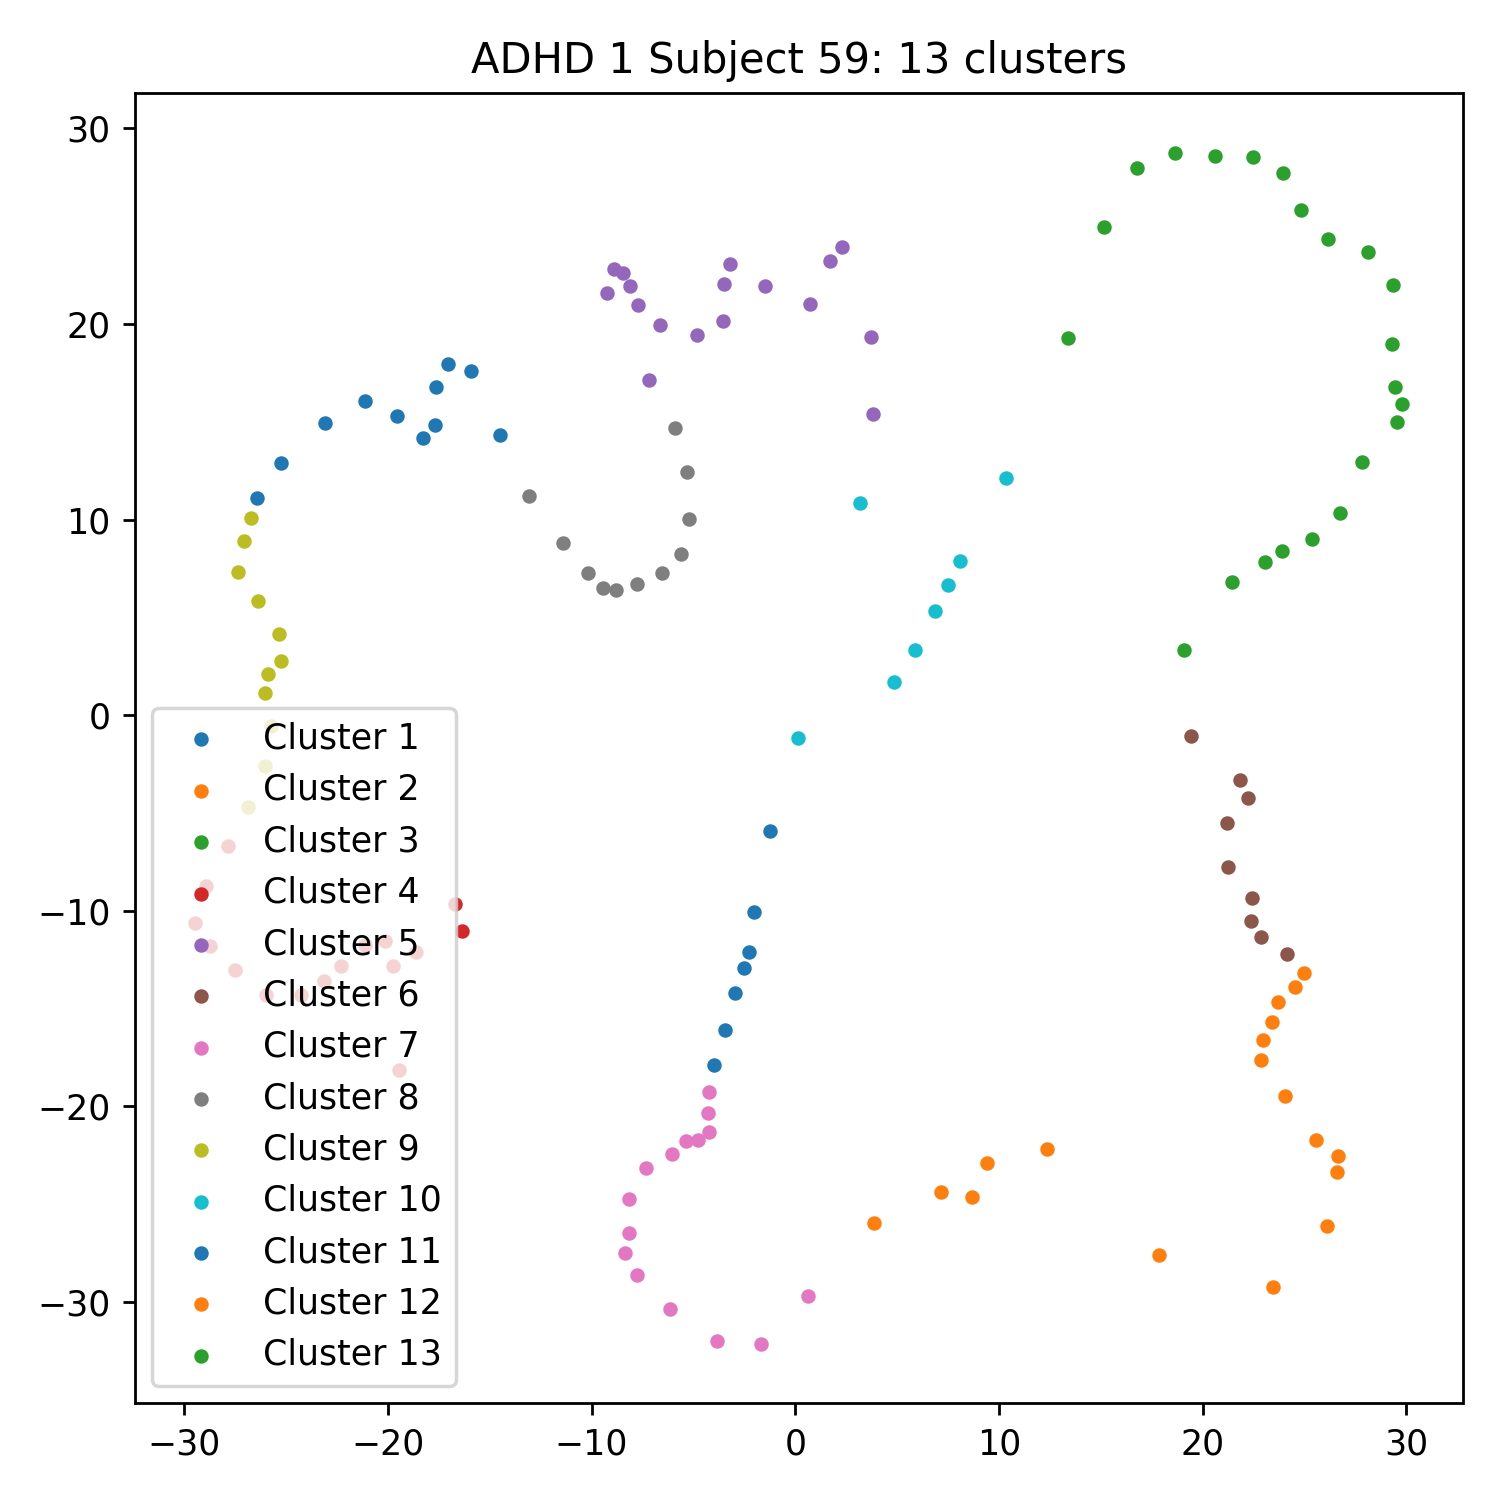 ADHD 1 Subject 59: 13 clusters
30
20
10
0
−10
−20
−30
Cluster 1
Cluster 2
Cluster 3
Cluster 4
Cluster 5
Cluster 6
Cluster 7
Cluster 8
Cluster 9
Cluster 10
Cluster 11
Cluster 12
Cluster 13
−30 −20 −10 0 10 20 30